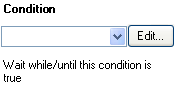 Condition
Edit...
Wait while/until this condition is
true